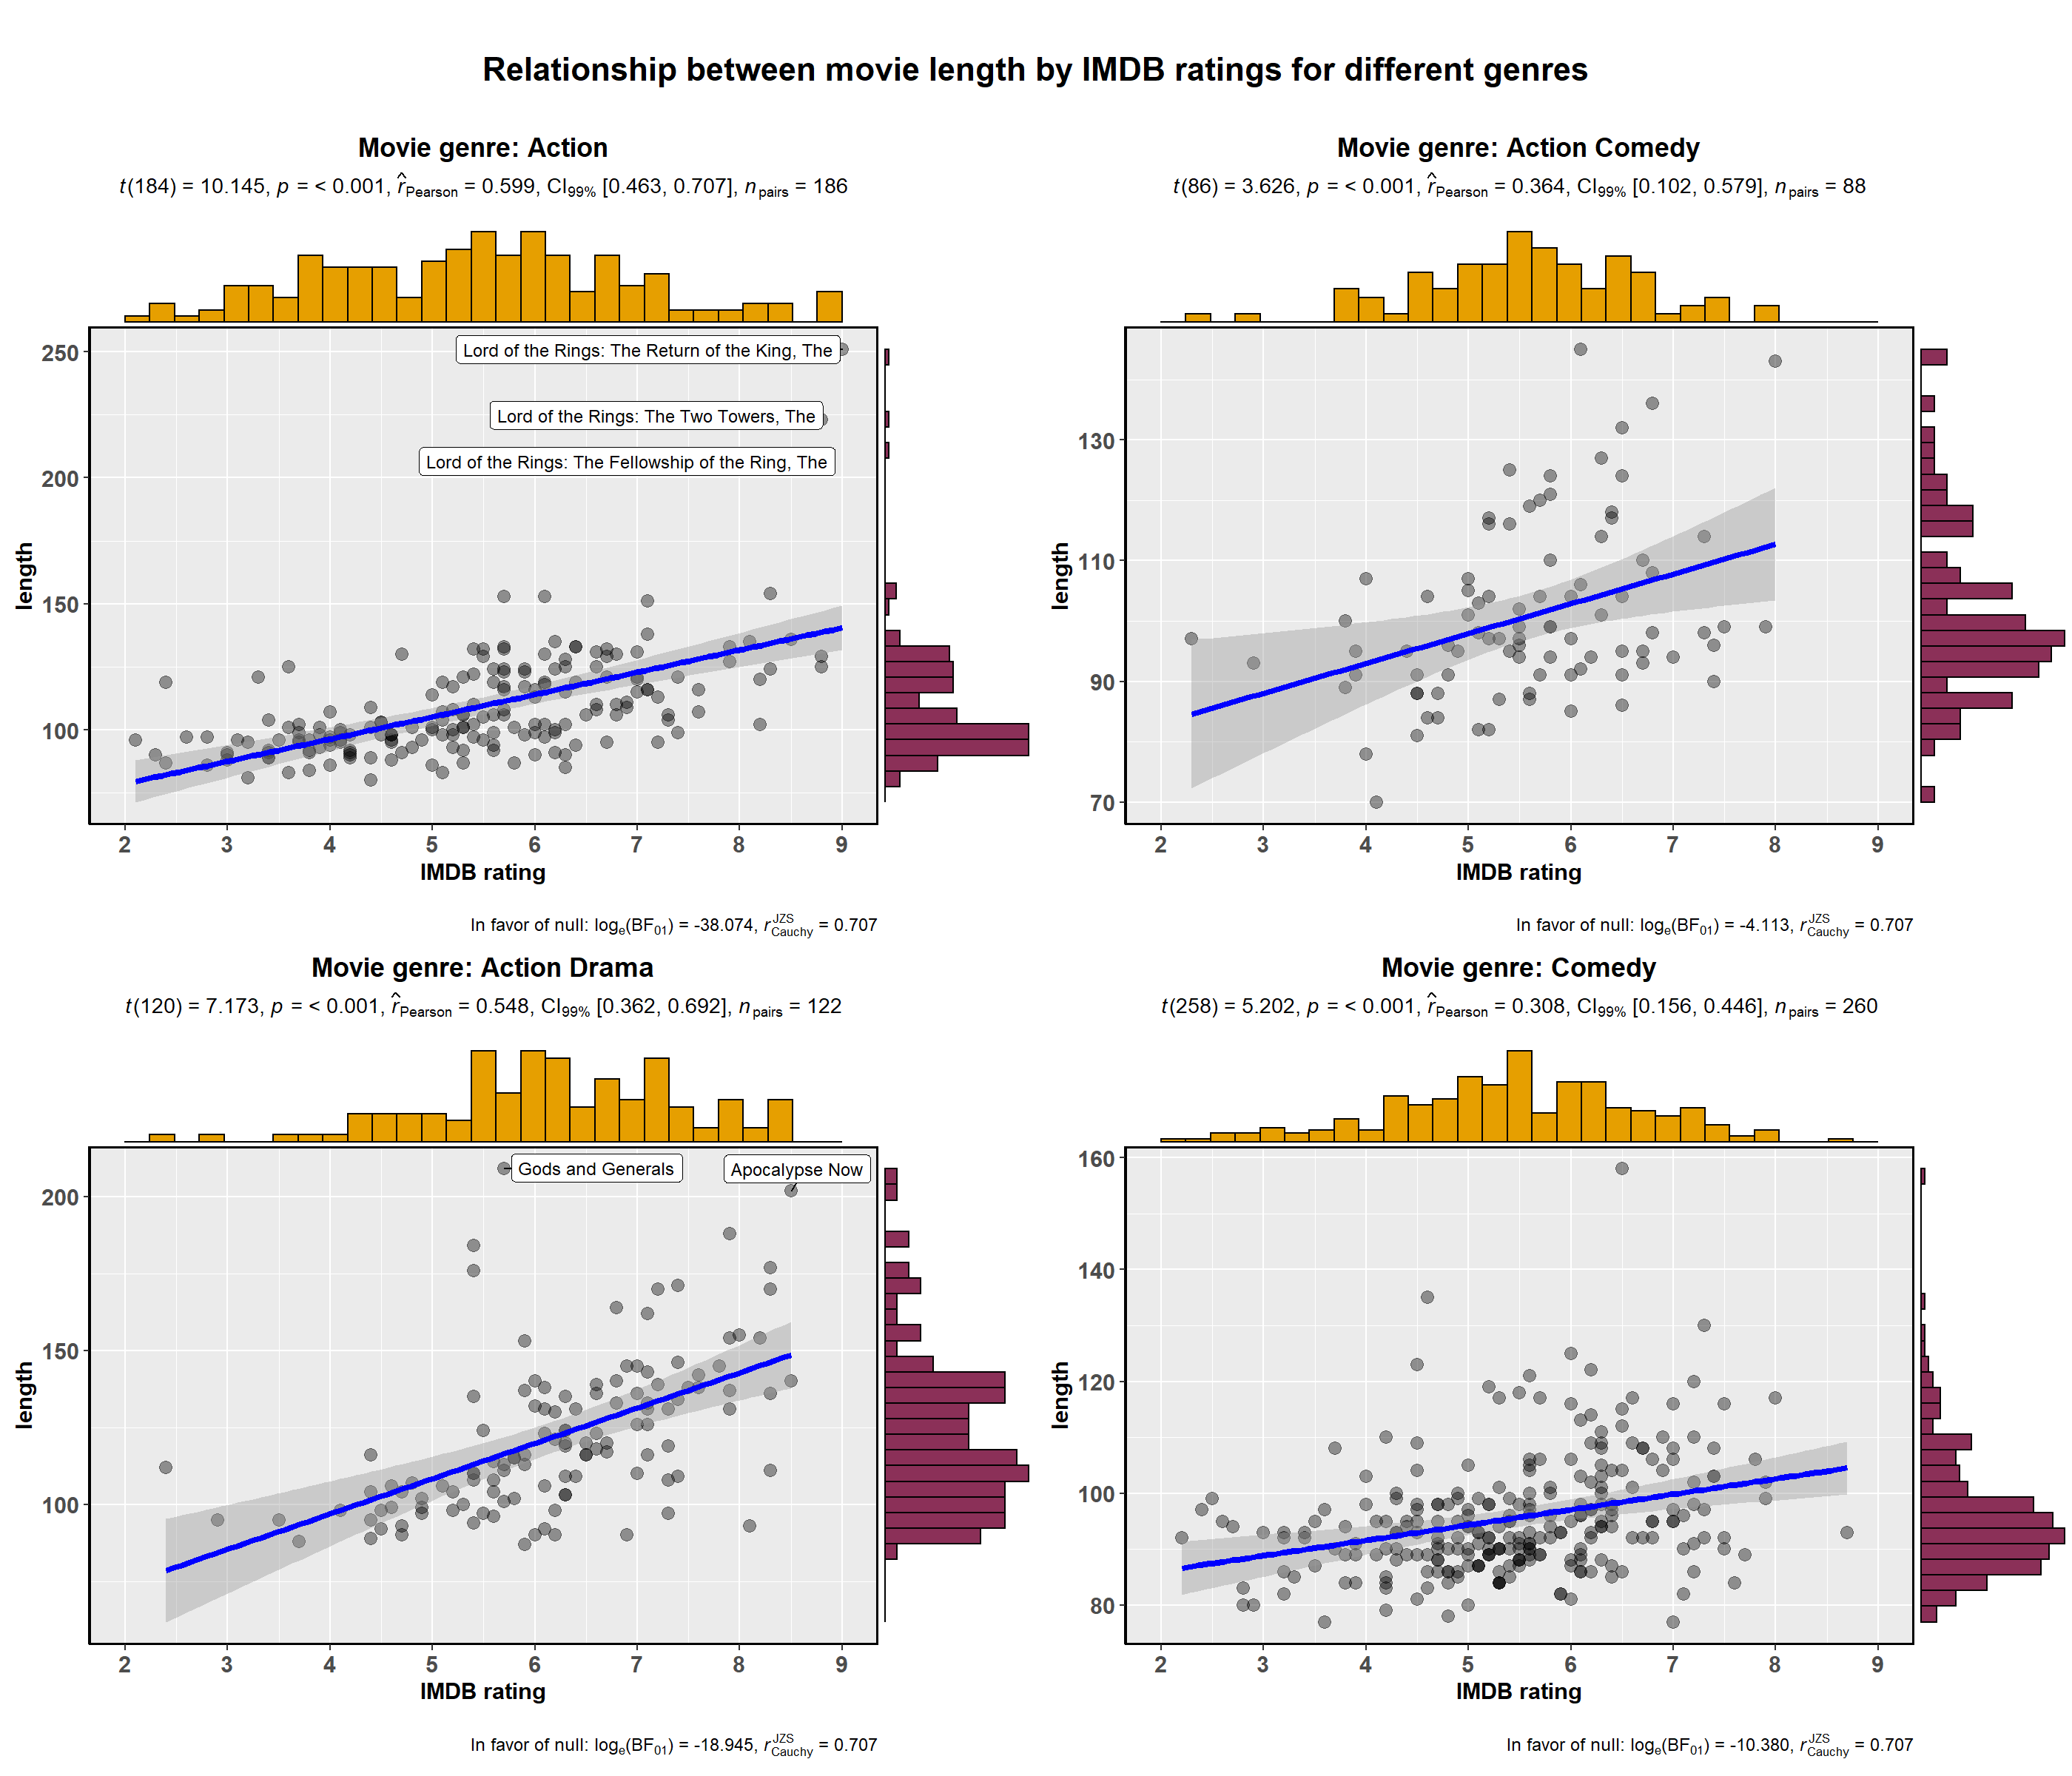 Relationship between movie length by IMDB ratings for different genres
Movie genre: Action
t(184) = 10.145, p = < 0.001, r̂Pearson = 0.599, CI99% [0.463, 0.707], npairs = 186
250
200
150
100
length
Lord of the Rings: The Return of the King, The
Lord of the Rings: The Two Towers, The
Lord of the Rings: The Fellowship of the Ring, The
2 3 4 5 6 7 8 9
IMDB rating
In favor of null: loge(BF01) = -38.074, rJZSCauchy = 0.707
Movie genre: Action Comedy
t(86) = 3.626, p = < 0.001, r̂Pearson = 0.364, CI99% [0.102, 0.579], npairs = 88
130
110
90
70
length
2 3 4 5 6 7 8 9
IMDB rating
In favor of null: loge(BF01) = -4.113, rJZSCauchy = 0.707
Movie genre: Action Drama
t(120) = 7.173, p = < 0.001, r̂Pearson = 0.548, CI99% [0.362, 0.692], npairs = 122
200
150
100
length
Gods and Generals
Apocalypse Now
2 3 4 5 6 7 8 9
IMDB rating
In favor of null: loge(BF01) = -18.945, rJZSCauchy = 0.707
Movie genre: Comedy
t(258) = 5.202, p = < 0.001, r̂Pearson = 0.308, CI99% [0.156, 0.446], npairs = 260
160
140
120
100
80
length
2 3 4 5 6 7 8 9
IMDB rating
In favor of null: loge(BF01) = -10.380, rJZSCauchy = 0.707